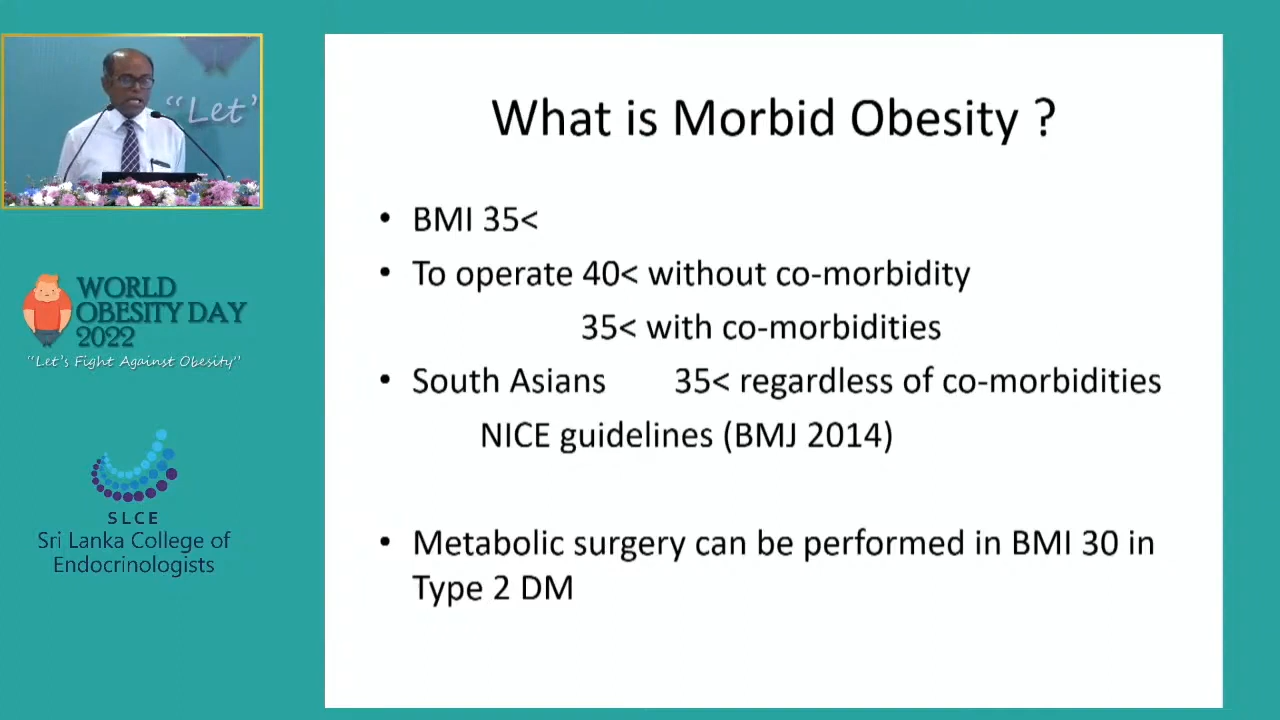 "Let'
WORLD
OBESITY DAY
2022
"Let's Fight Against Obesity"
SLCE
Sri Lanka College of
Endocrinologists
What is Morbid Obesity ?
• BMI 35<
• To operate 40< without co-morbidity
35< with co-morbidities
• South Asians 35< regardless of co-morbidities
NICE guidelines (BMJ 2014)
• Metabolic surgery can be performed in BMI 30 in
Type 2 DM